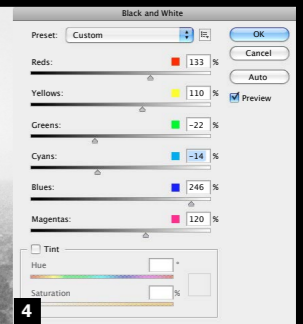 Black and White
Preset: Custom
OK
Cancel
Auto
Preview
Reds: 133 %
Yellows: 110 %
Greens: -22 %
Cyans: -14 %
Blues: 246 %
Magentas: 120 %
Tint
Hue °
Saturation %
4